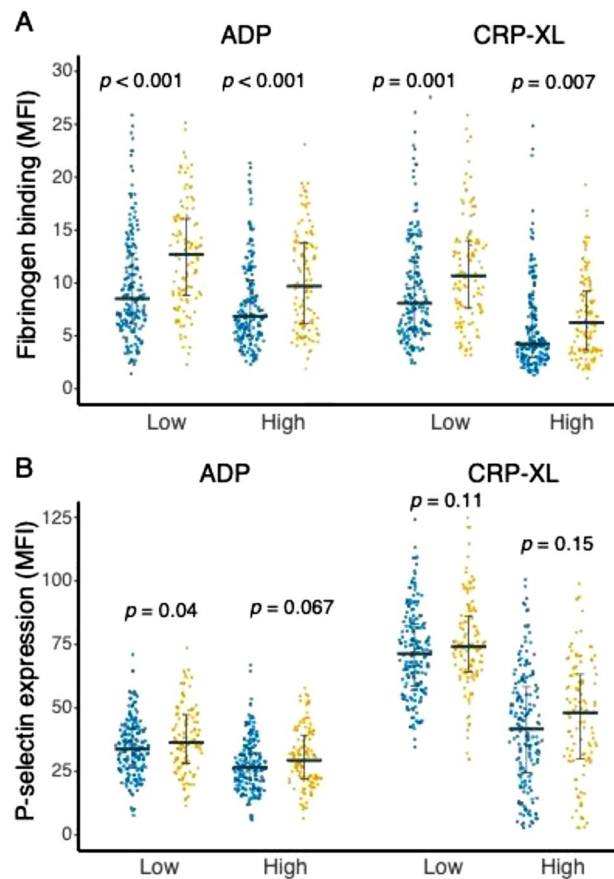 A
ADP CRP-XL
p < 0.001 p < 0.001 p = 0.001 p = 0.007
Fibrinogen binding (MFI)
30
25
20
15
10
5
0
Low High Low High
B
ADP CRP-XL
p = 0.04 p = 0.067 p = 0.11 p = 0.15
P-selectin expression (MFI)
125
100
75
50
25
0
Low High Low High